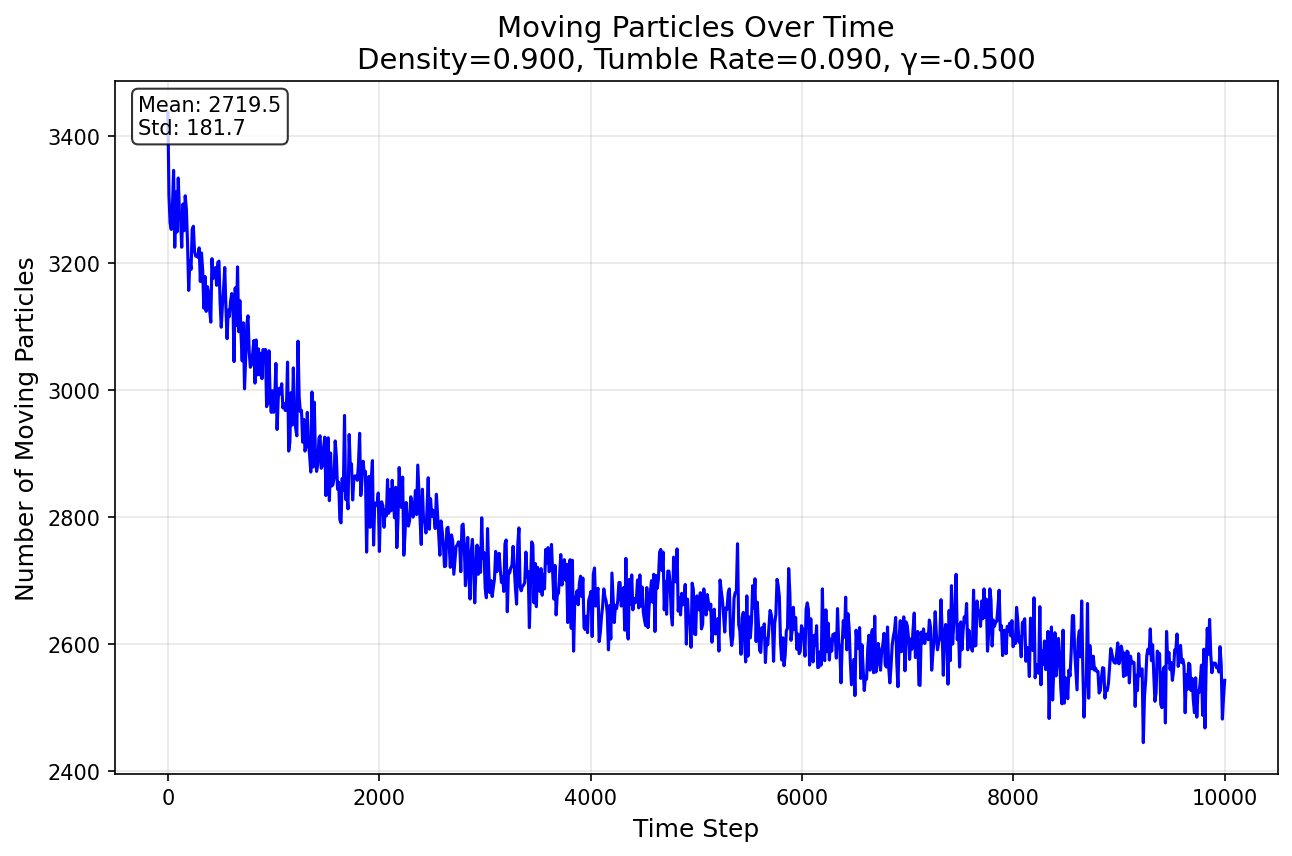 Moving Particles Over Time
Density=0.900, Tumble Rate=0.090, γ=-0.500
Mean: 2719.5
Std: 181.7
Number of Moving Particles
3400
3200
3000
2800
2600
2400
0
2000
4000
6000
8000
10000
Time Step